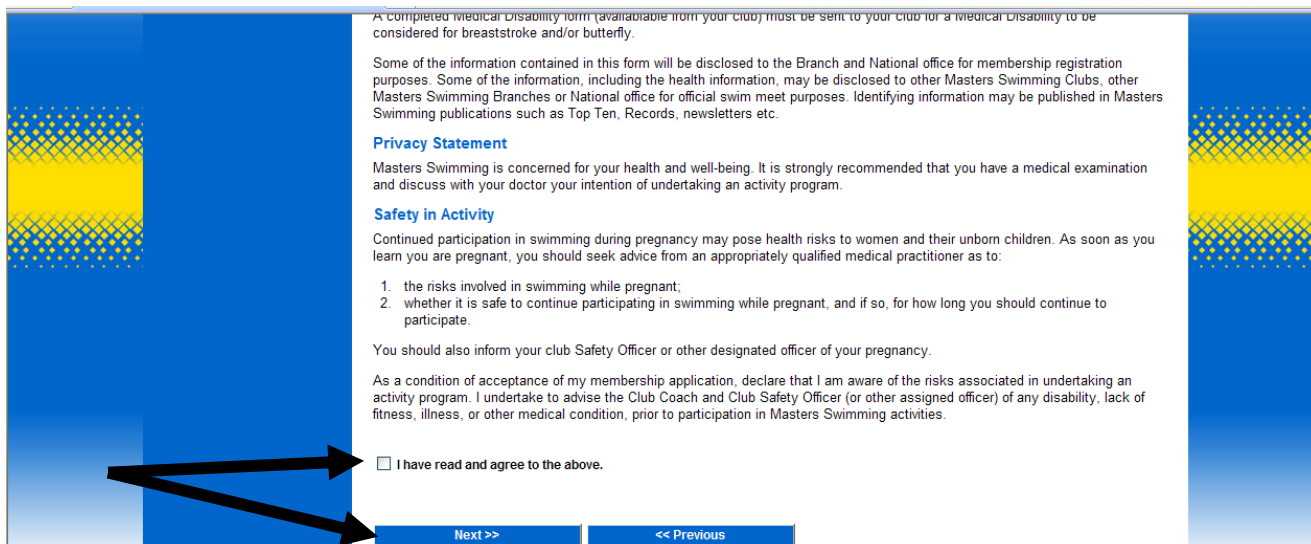 A completed Medical Disability form (availabiable from your club) must be sent to your club for a Medical Disability to be
considered for breaststroke and/or butterfly.
Some of the information contained in this form will be disclosed to the Branch and National office for membership registration
purposes. Some of the information, including the health information, may be disclosed to other Masters Swimming Clubs, other
Masters Swimming Branches or National office for official swim meet purposes. Identifying information may be published in Masters
Swimming publications such as Top Ten, Records, newsletters etc.
Privacy Statement
Masters Swimming is concerned for your health and well-being. It is strongly recommended that you have a medical examination
and discuss with your doctor your intention of undertaking an activity program.
Safety in Activity
Continued participation in swimming during pregnancy may pose health risks to women and their unborn children. As soon as you
learn you are pregnant, you should seek advice from an appropriately qualified medical practitioner as to:
1. the risks involved in swimming while pregnant;
2. whether it is safe to continue participating in swimming while pregnant, and if so, for how long you should continue to
participate.
You should also inform your club Safety Officer or other designated officer of your pregnancy.
As a condition of acceptance of my membership application, declare that I am aware of the risks associated in undertaking an
activity program. I undertake to advise the Club Coach and Club Safety Officer (or other assigned officer) of any disability, lack of
fitness, illness, or other medical condition, prior to participation in Masters Swimming activities.
I have read and agree to the above.
Next >> << Previous